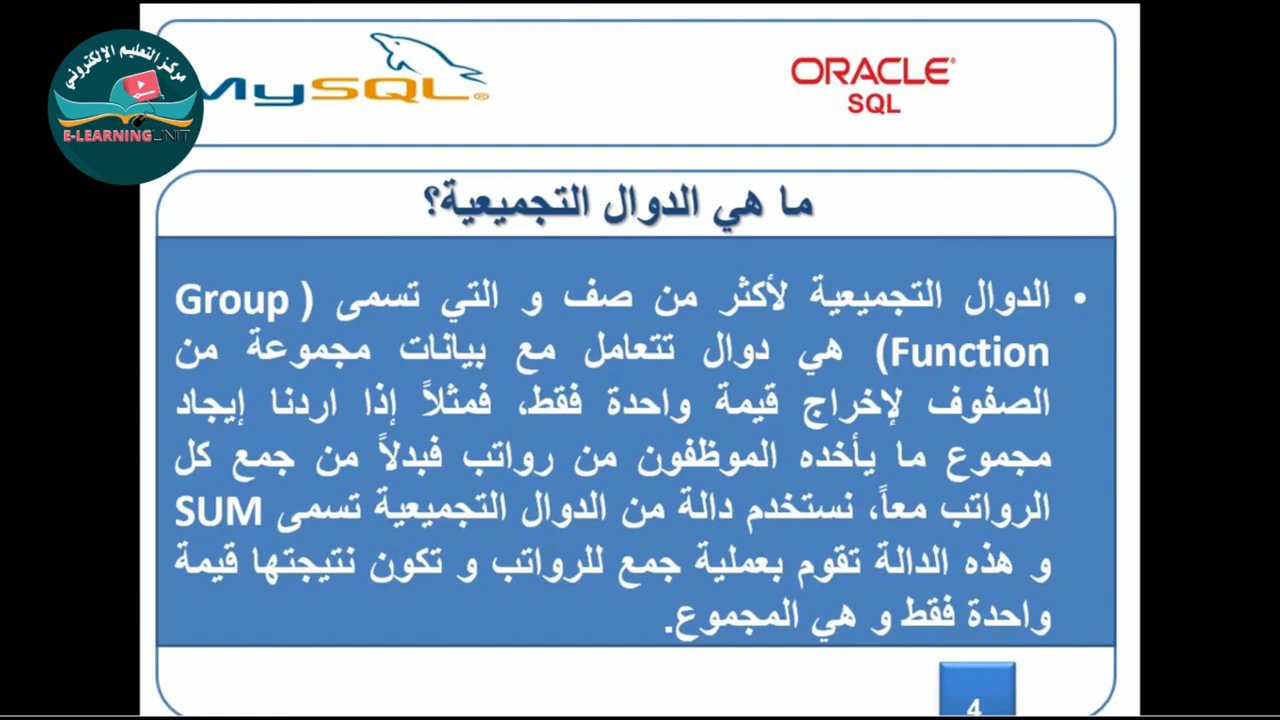 مركز التعليم الإلكتروني
E-LEARNING UNIT
MySQL®
ORACLE®
SQL
ما هي الدوال التجميعية؟
• الدوال التجميعية لأكثر من صف و التي تسمى (Group
Function) هي دوال تتعامل مع بيانات مجموعة من
الصفوف لإخراج قيمة واحدة فقط، فمثلاً إذا اردنا إيجاد
مجموع ما يأخده الموظفون من رواتب فبدلاً من جمع كل
الرواتب معاً، نستخدم دالة من الدوال التجميعية تسمى SUM
و هذه الدالة تقوم بعملية جمع للرواتب و تكون نتيجتها قيمة
واحدة فقط و هي المجموع.
4